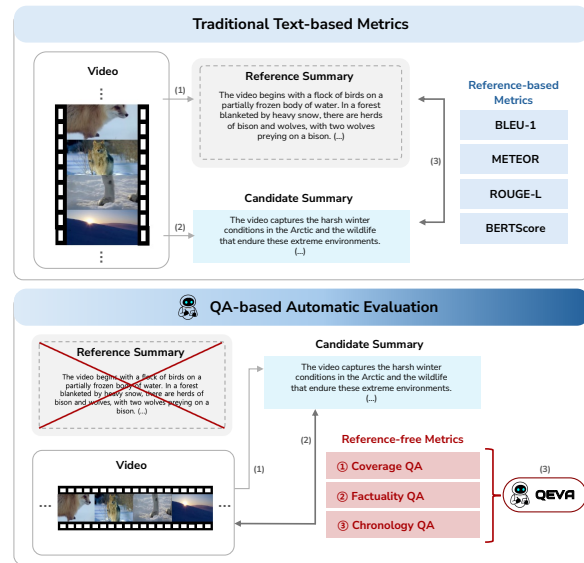 Traditional Text-based Metrics
Video
(1)
Reference Summary
The video begins with a flock of birds on a
partially frozen body of water. In a forest
blanketed by heavy snow, there are herds
of bison and wolves, with two wolves
preying on a bison. (...)
(2)
Candidate Summary
The video captures the harsh winter
conditions in the Arctic and the wildlife
that endure these extreme environments.
(...)
(3)
Reference-based
Metrics
BLEU-1
METEOR
ROUGE-L
BERTScore
QA-based Automatic Evaluation
Reference Summary
The video begins with a flock of birds on a
partially frozen body of water. In a forest
blanketed by heavy snow, there are herds of
bison and wolves, with two wolves preying on a
bison. (...)
Candidate Summary
The video captures the harsh winter
conditions in the Arctic and the wildlife
that endure these extreme environments.
(...)
Video
(1)
(2)
Reference-free Metrics
① Coverage QA
② Factuality QA
③ Chronology QA
(3)
QEVA